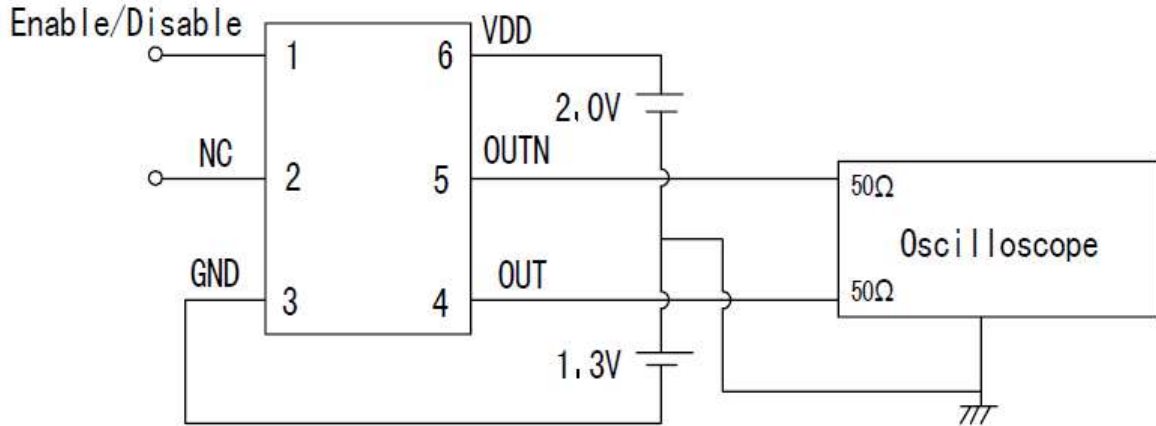 Enable/Disable
VDD
1
6
2.0V
NC
OUTN
2
5
50Ω
Oscilloscope
GND
OUT
3
4
50Ω
1.3V